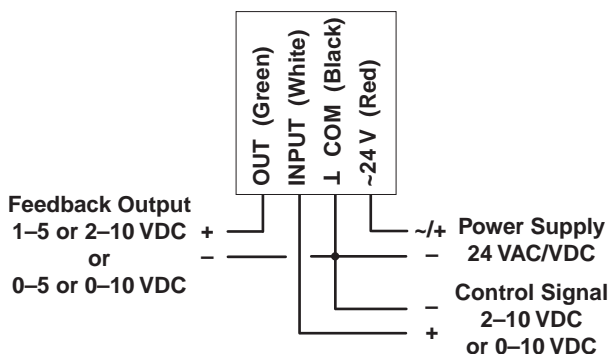 OUT (Green)
INPUT (White)
⊥ COM (Black)
~24 V (Red)
Feedback Output
1–5 or 2–10 VDC +
or –
0–5 or 0–10 VDC
~/+ Power Supply
– 24 VAC/VDC
– Control Signal
2–10 VDC
+ or 0–10 VDC